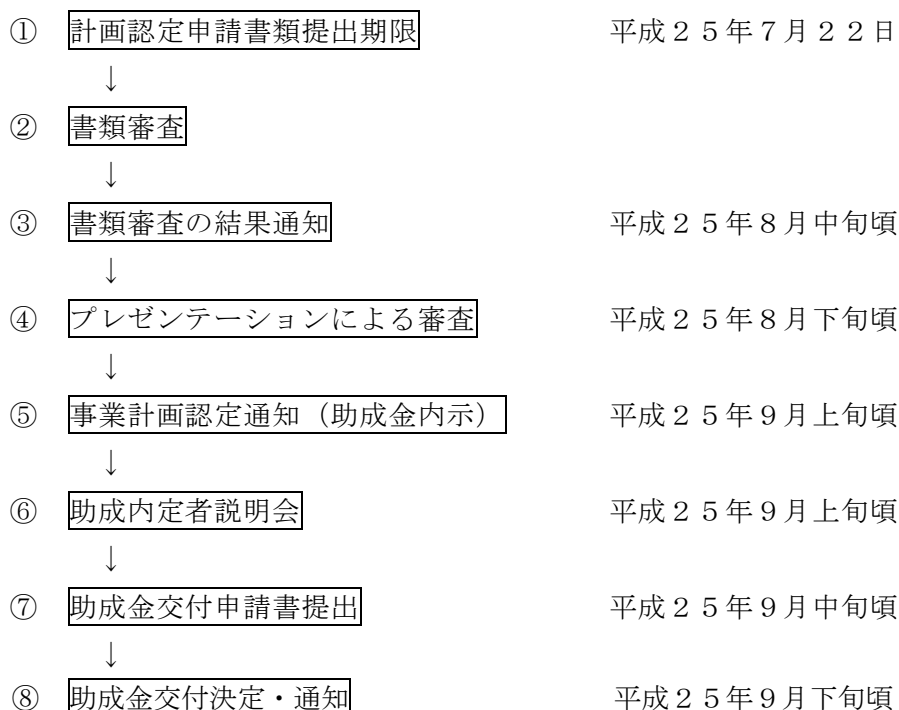 ① 計画認定申請書類提出期限 平成２５年７月２２日
↓
② 書類審査
↓
③ 書類審査の結果通知 平成２５年８月中旬頃
↓
④ プレゼンテーションによる審査 平成２５年８月下旬頃
↓
⑤ 事業計画認定通知（助成金内示） 平成２５年９月上旬頃
↓
⑥ 助成内定者説明会 平成２５年９月上旬頃
↓
⑦ 助成金交付申請書提出 平成２５年９月中旬頃
↓
⑧ 助成金交付決定・通知 平成２５年９月下旬頃